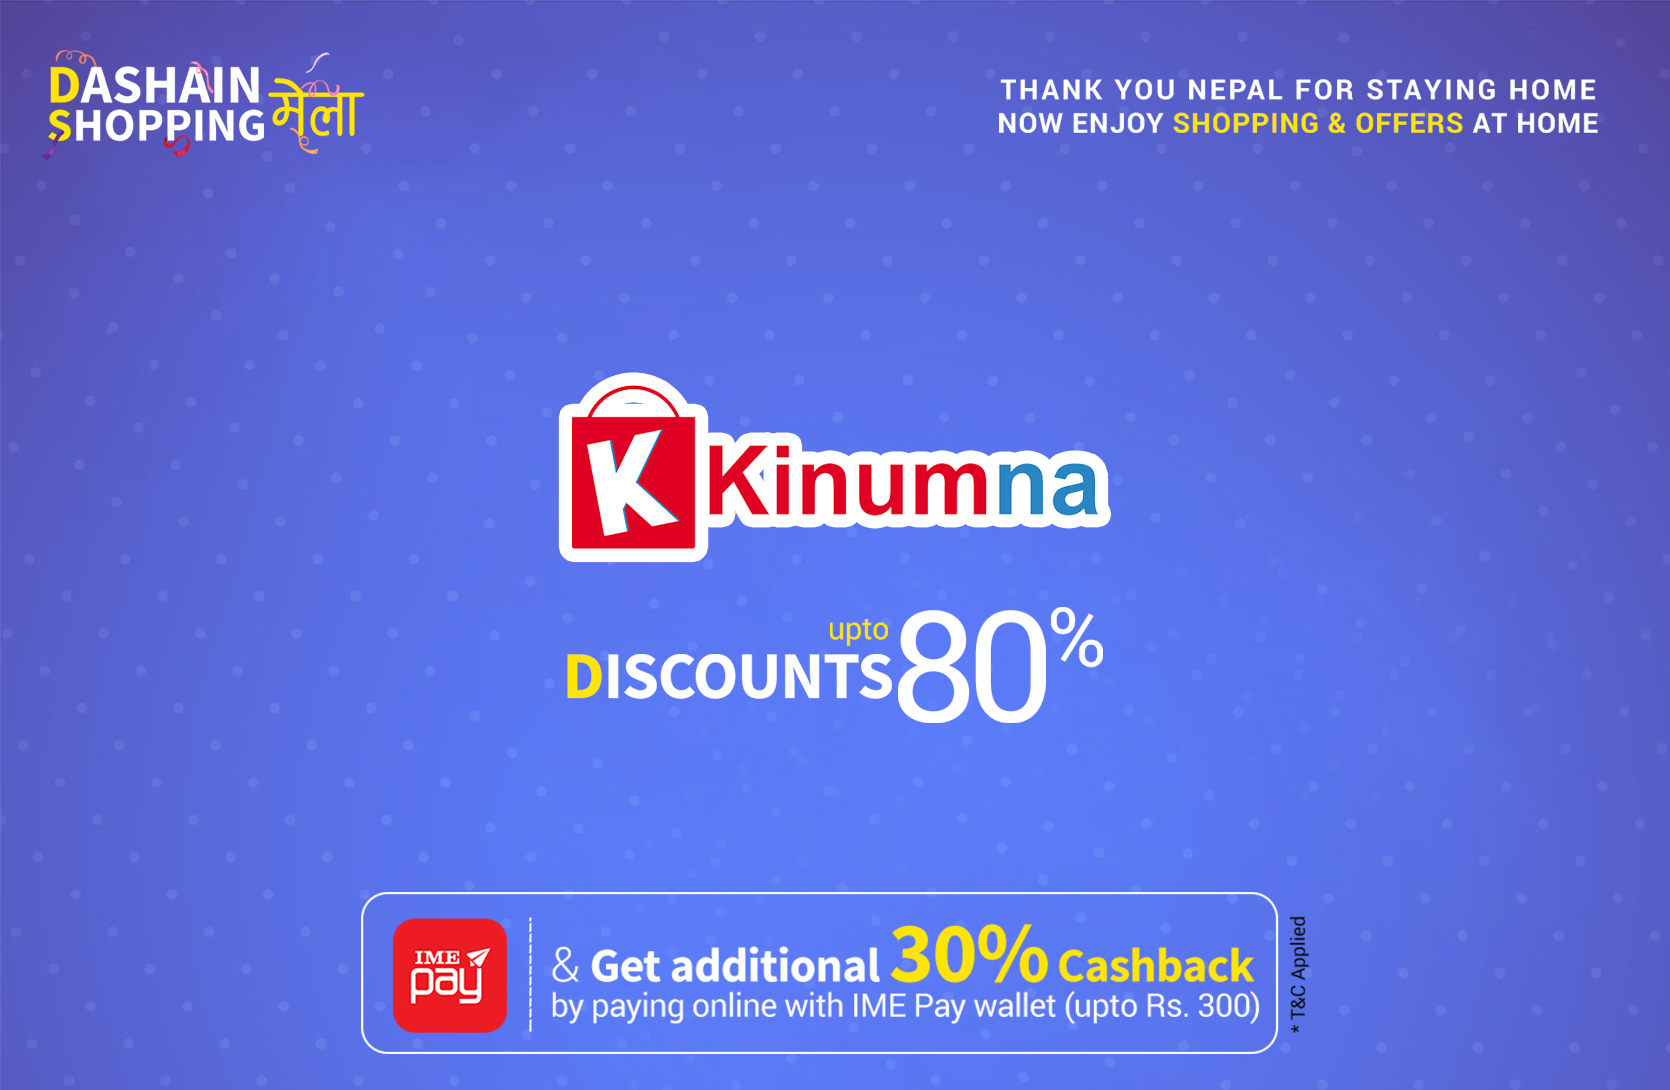 DASHAIN
SHOPPING मेला
THANK YOU NEPAL FOR STAYING HOME
NOW ENJOY SHOPPING & OFFERS AT HOME
K Kinumna
upto
DISCOUNTS 80%
IME
pay
& Get additional 30% Cashback
by paying online with IME Pay wallet (upto Rs. 300)
* T&C Applied